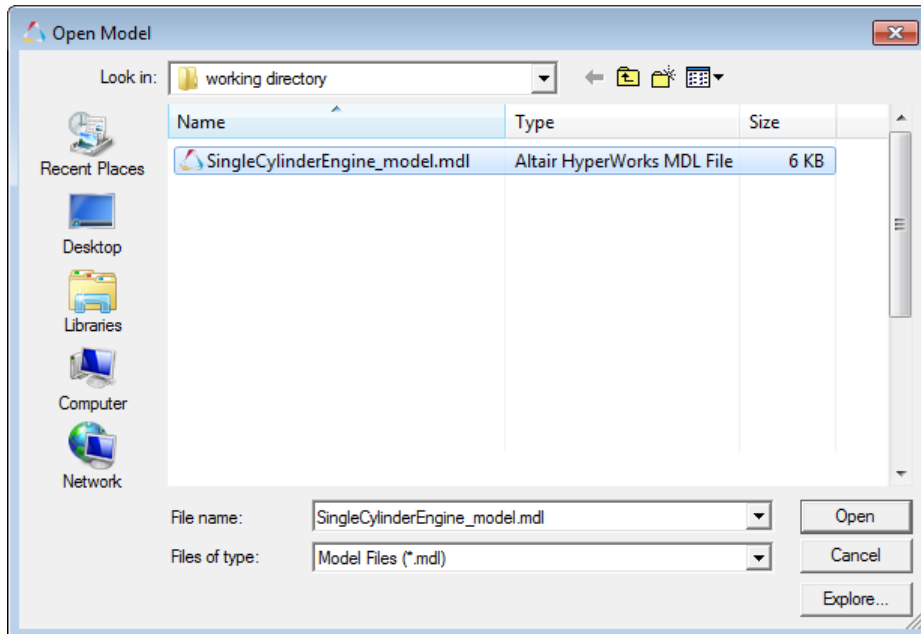 Open Model
Look in: working directory
Name Type Size
SingleCylinderEngine_model.mdl Altair HyperWorks MDL File 6 KB
Recent Places
Desktop
Libraries
Computer
Network
File name: SingleCylinderEngine_model.mdl Open
Files of type: Model Files (*.mdl) Cancel
Explore...